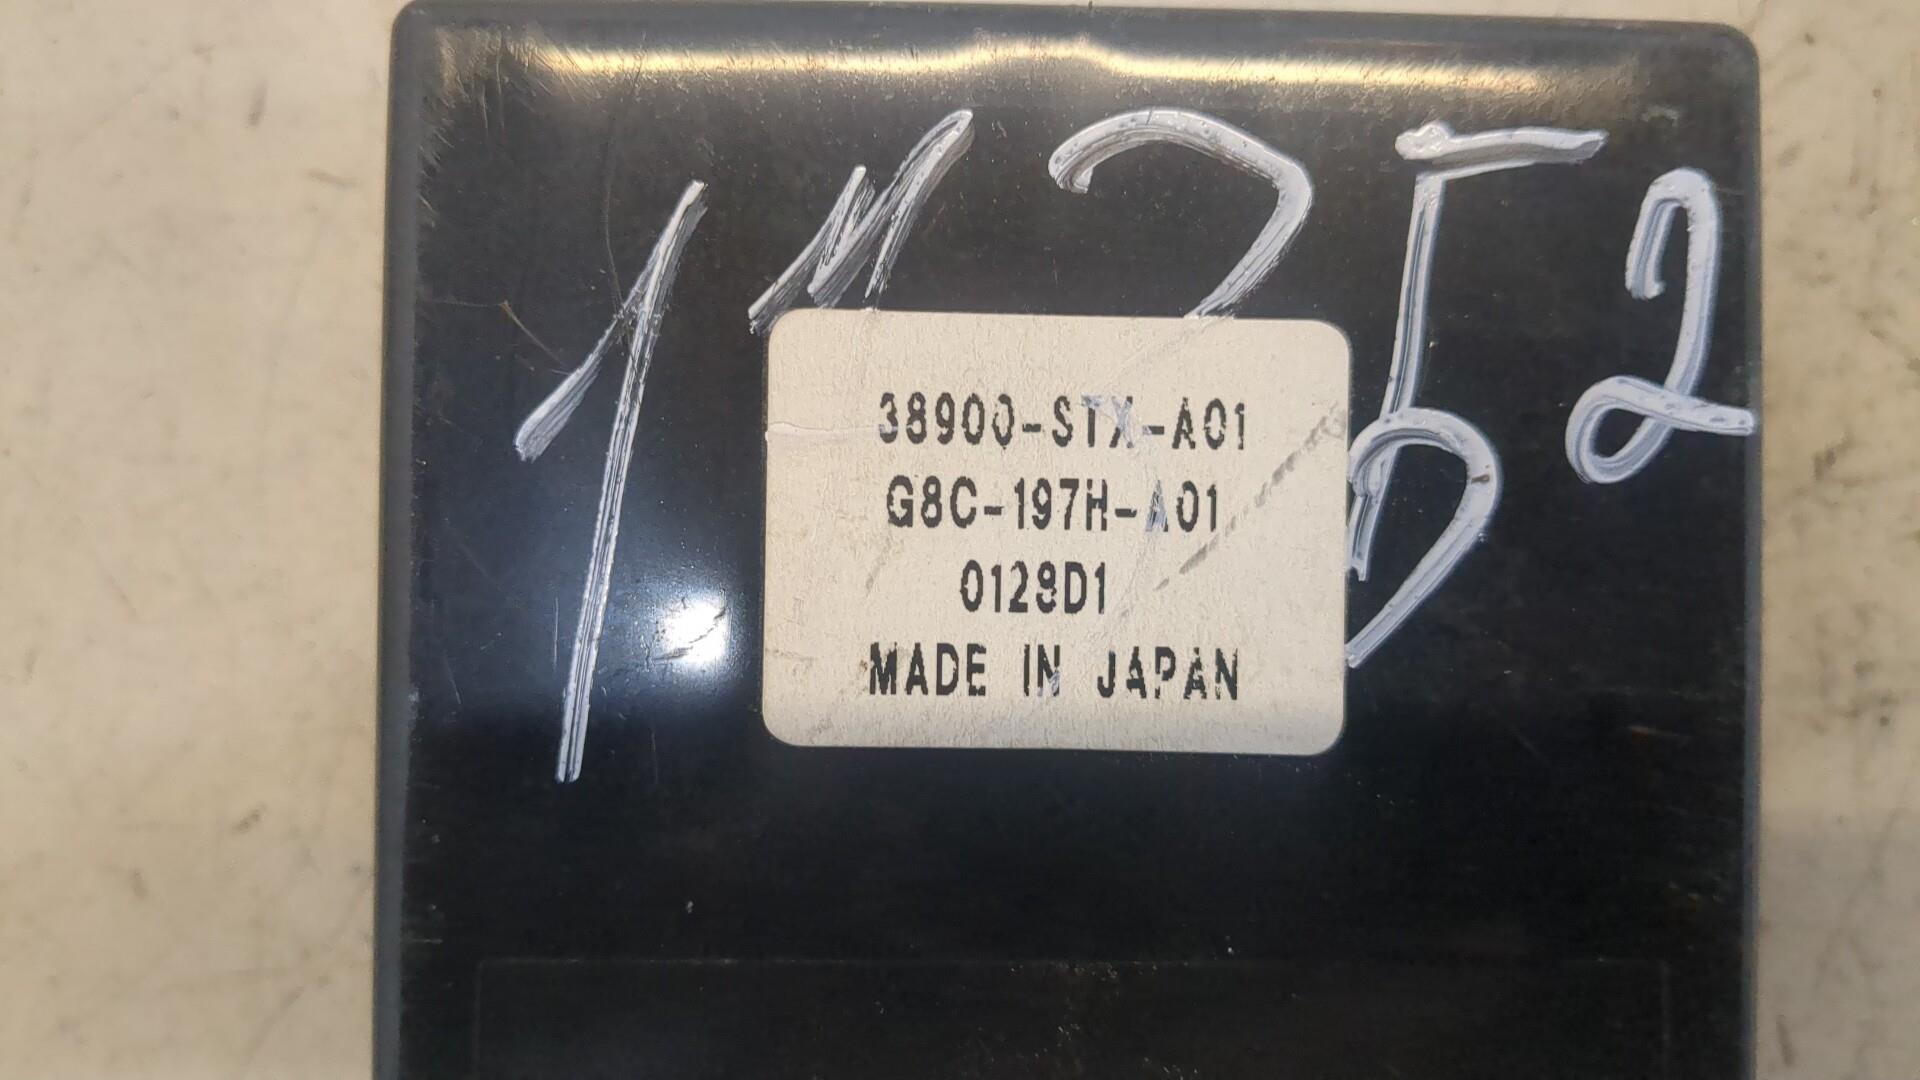 38900-STX-A01
G8C-197H-A01
0128D1
MADE IN JAPAN